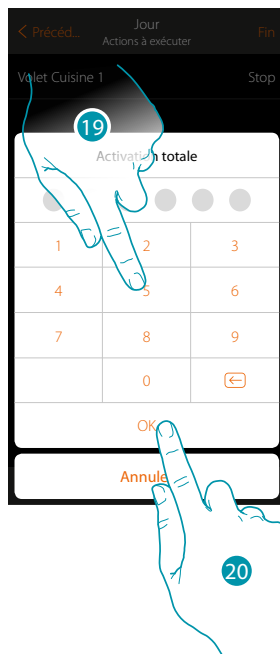 < Précéd... Jour Fin
Actions à exécuter
Volet Cuisine 1 Stop
19
Activation totale
1 2 3
4 5 6
7 8 9
0
OK
Annule
20